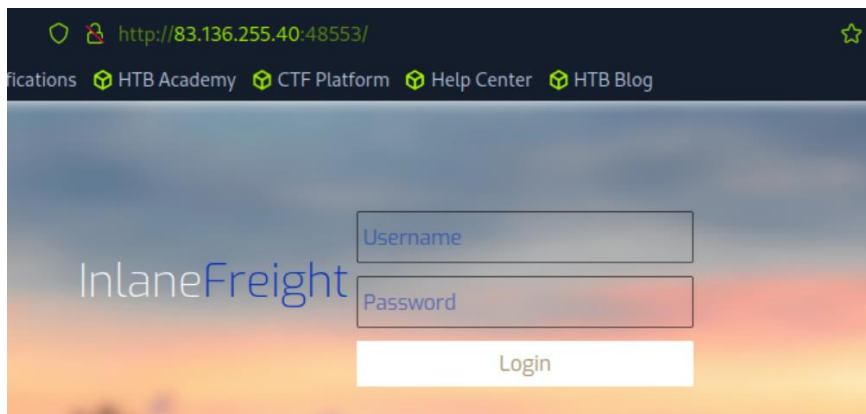 http://83.136.255.40:48553/
fications HTB Academy CTF Platform Help Center HTB Blog
Username
InlaneFreight
Password
Login